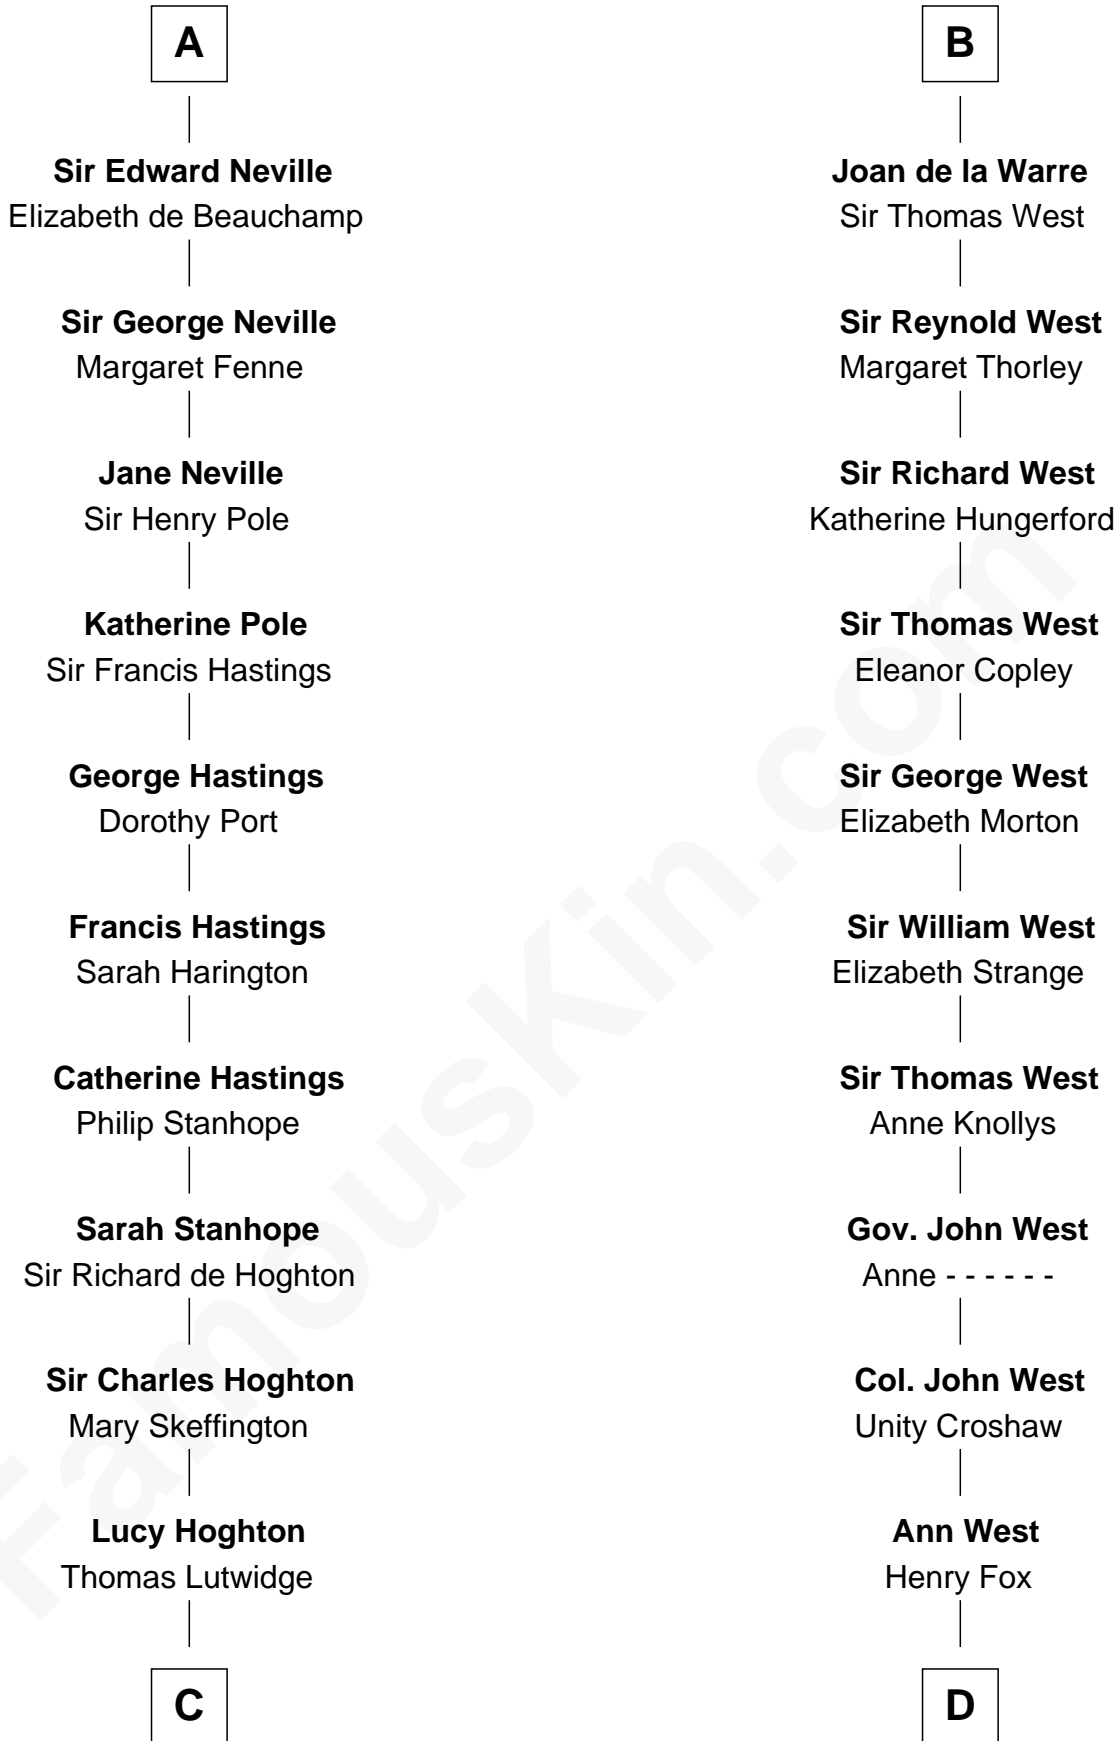 A
Sir Edward Neville
Elizabeth de Beauchamp
Sir George Neville
Margaret Fenne
Jane Neville
Sir Henry Pole
Katherine Pole
Sir Francis Hastings
George Hastings
Dorothy Port
Francis Hastings
Sarah Harington
Catherine Hastings
Philip Stanhope
Sarah Stanhope
Sir Richard de Hoghton
Sir Charles Hoghton
Mary Skeffington
Lucy Hoghton
Thomas Lutwidge
C
B
Joan de la Warre
Sir Thomas West
Sir Reynold West
Margaret Thorley
Sir Richard West
Katherine Hungerford
Sir Thomas West
Eleanor Copley
Sir George West
Elizabeth Morton
Sir William West
Elizabeth Strange
Sir Thomas West
Anne Knollys
Gov. John West
Anne - - - - - -
Col. John West
Unity Croshaw
Ann West
Henry Fox
D
FamousKin.com